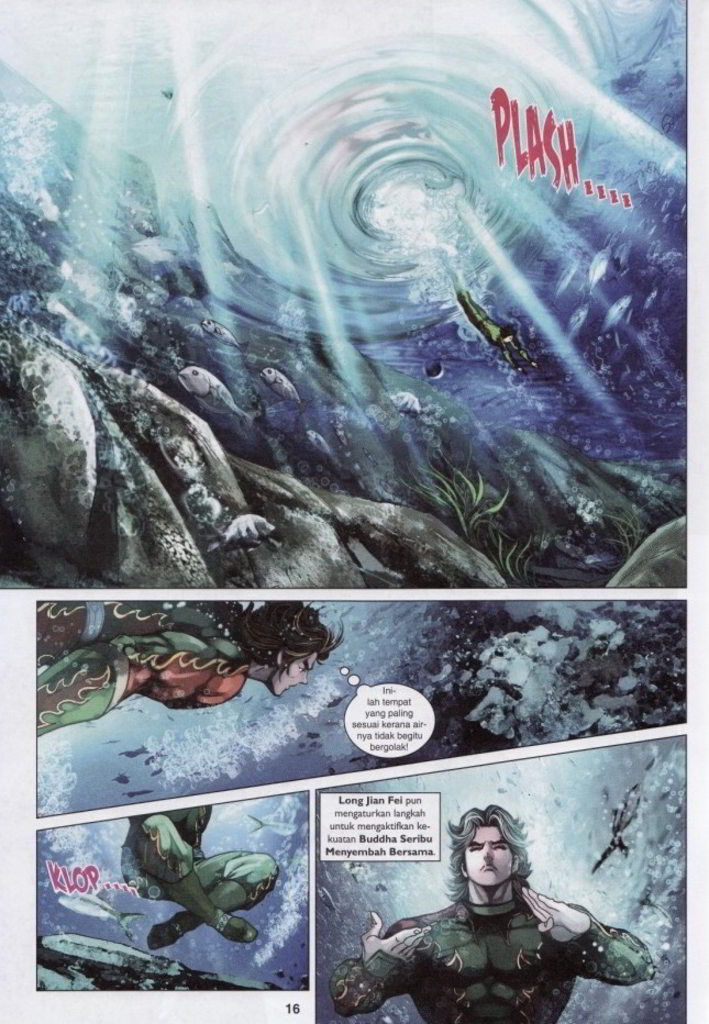 PLASH....
Ini-
lah tempat
yang paling
sesuai kerana air-
nya tidak begitu
bergolak!
KLOP.....
Long Jian Fei pun
mengaturkan langkah
untuk mengaktifkan ke-
kuatan Buddha Seribu
Menyembah Bersama.
16